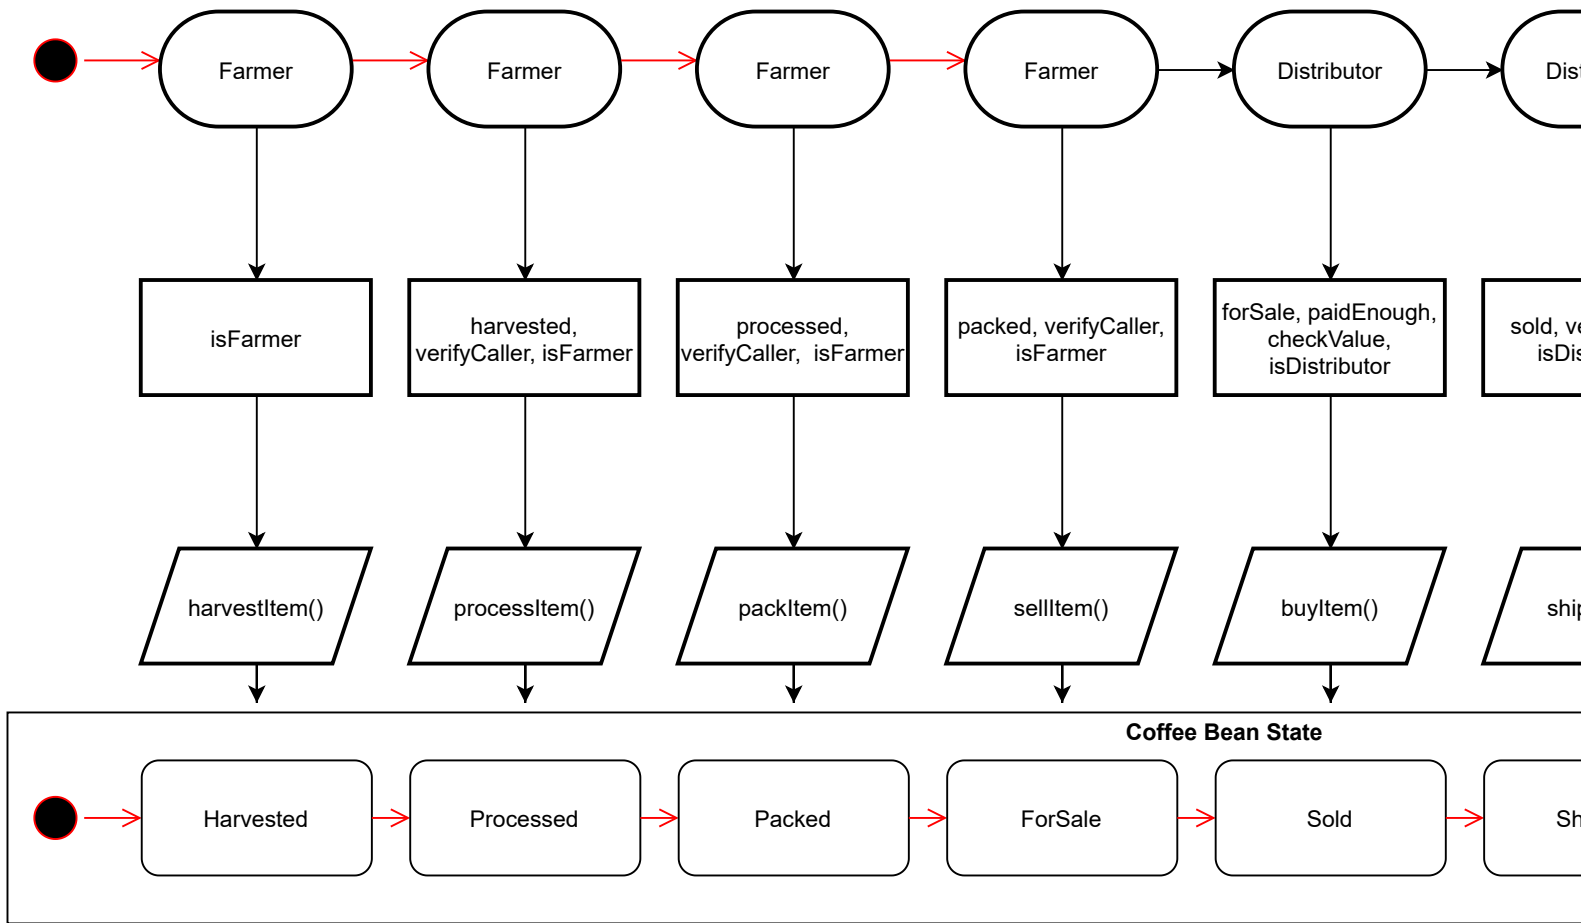 Farmer
Farmer
Farmer
Farmer
Distributor
isFarmer
harvested,
verifyCaller, isFarmer
processed,
verifyCaller,  isFarmer
packed, verifyCaller,
isFarmer
forSale, paidEnough,
checkValue,
isDistributor
sold,
harvestItem()
processItem()
packItem()
sellItem()
buyItem()
Coffee Bean State
Harvested
Processed
Packed
ForSale
Sold